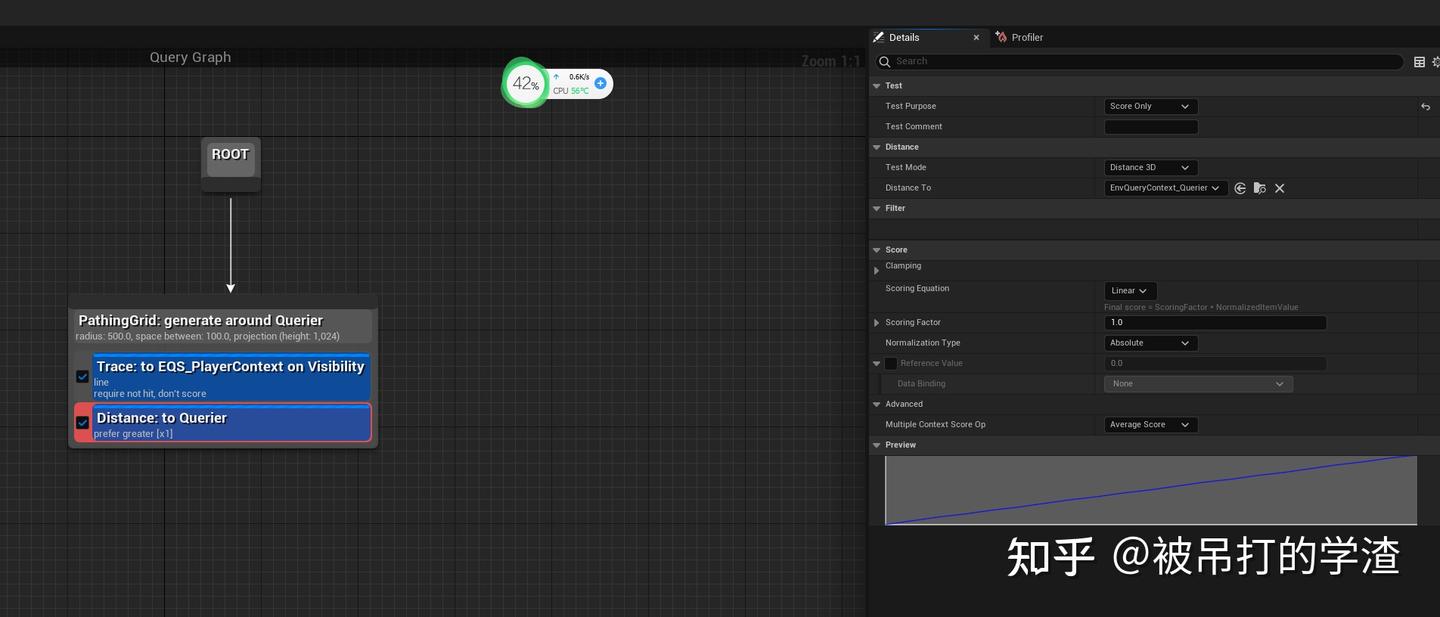 Query Graph
Zoom 1:1
42%
0.6K/s
CPU 56°C
ROOT
PathingGrid: generate around Querier
radius: 500.0, space between: 100.0, projection (height: 1,024)
Trace: to EQS_PlayerContext on Visibility
line
require not hit, don't score
Distance: to Querier
prefer greater [x1]
Details
Profiler
Search
Test
Test Purpose
Score Only
Test Comment
Distance
Test Mode
Distance 3D
Distance To
EnvQueryContext_Querier
Filter
Score
Clamping
Scoring Equation
Linear
Final score = ScoringFactor * NormalizedItemValue
Scoring Factor
1.0
Normalization Type
Absolute
Reference Value
0.0
Data Binding
None
Advanced
Multiple Context Score Op
Average Score
Preview
知乎 @被吊打的学渣